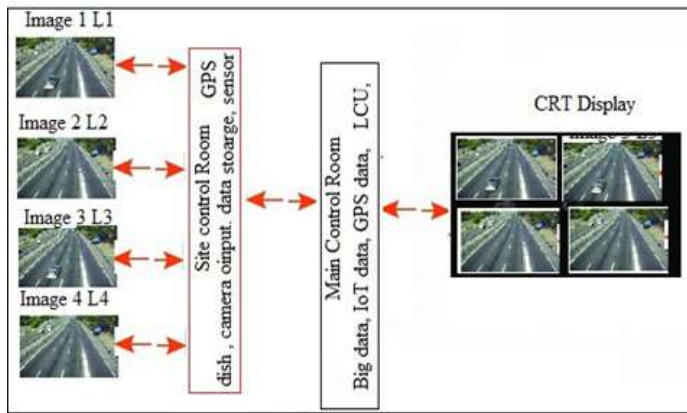 Image 1 L1
Image 2 L2
Image 3 L3
Image 4 L4
Site control Room GPS
dish , camera oinput. data stoarge, sensor
Main Control Room
Big data, IoT data, GPS data, LCU,
CRT Display